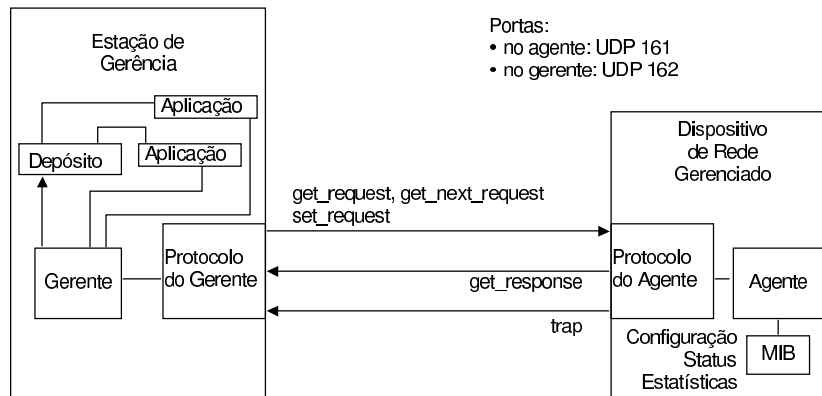 Estação de
Gerência
Portas:
• no agente: UDP 161
• no gerente: UDP 162
Aplicação
Depósito
Aplicação
Gerente
Protocolo
do Gerente
get_request, get_next_request
set_request
get_response
trap
Dispositivo
de Rede
Gerenciado
Protocolo
do Agente
Agente
Configuração
Status
Estatísticas
MIB